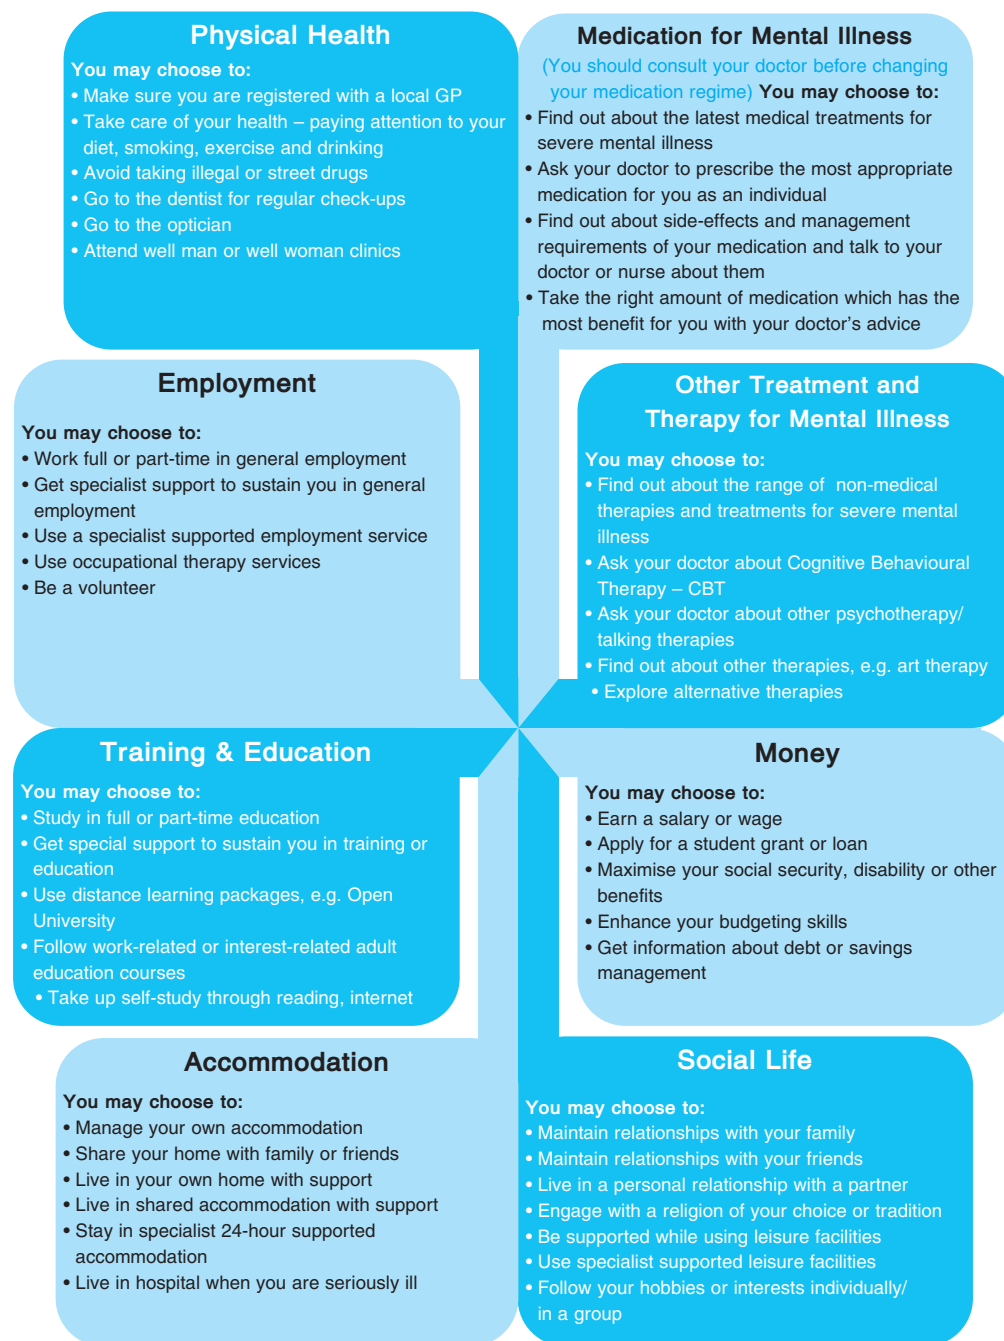 Physical Health
You may choose to:
• Make sure you are registered with a local GP
• Take care of your health – paying attention to your
diet, smoking, exercise and drinking
• Avoid taking illegal or street drugs
• Go to the dentist for regular check-ups
• Go to the optician
• Attend well man or well woman clinics
Medication for Mental Illness
(You should consult your doctor before changing
your medication regime) You may choose to:
• Find out about the latest medical treatments for
severe mental illness
• Ask your doctor to prescribe the most appropriate
medication for you as an individual
• Find out about side-effects and management
requirements of your medication and talk to your
doctor or nurse about them
• Take the right amount of medication which has the
most benefit for you with your doctor’s advice
Employment
You may choose to:
• Work full or part-time in general employment
• Get specialist support to sustain you in general
employment
• Use a specialist supported employment service
• Use occupational therapy services
• Be a volunteer
Other Treatment and
Therapy for Mental Illness
You may choose to:
• Find out about the range of non-medical
therapies and treatments for severe mental
illness
• Ask your doctor about Cognitive Behavioural
Therapy – CBT
• Ask your doctor about other psychotherapy/
talking therapies
• Find out about other therapies, e.g. art therapy
• Explore alternative therapies
Training & Education
You may choose to:
• Study in full or part-time education
• Get special support to sustain you in training or
education
• Use distance learning packages, e.g. Open
University
• Follow work-related or interest-related adult
education courses
• Take up self-study through reading, internet
Money
You may choose to:
• Earn a salary or wage
• Apply for a student grant or loan
• Maximise your social security, disability or other
benefits
• Enhance your budgeting skills
• Get information about debt or savings
management
Accommodation
You may choose to:
• Manage your own accommodation
• Share your home with family or friends
• Live in your own home with support
• Live in shared accommodation with support
• Stay in specialist 24-hour supported
accommodation
• Live in hospital when you are seriously ill
Social Life
You may choose to:
• Maintain relationships with your family
• Maintain relationships with your friends
• Live in a personal relationship with a partner
• Engage with a religion of your choice or tradition
• Be supported while using leisure facilities
• Use specialist supported leisure facilities
• Follow your hobbies or interests individually/
in a group